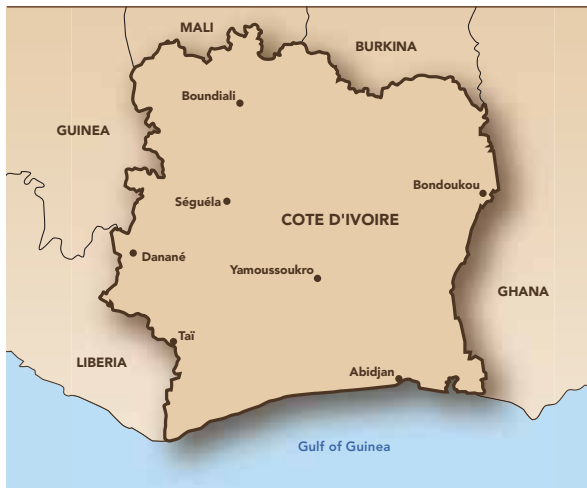 MALI
BURKINA
Boundiali
GUINEA
Bondoukou
Séguéla
COTE D'IVOIRE
Danané
Yamoussoukro
GHANA
Taï
LIBERIA
Abidjan
Gulf of Guinea